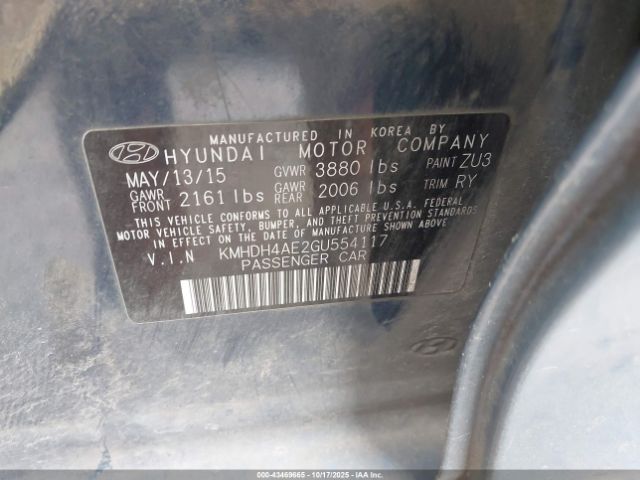 MANUFACTURED IN KOREA BY
HYUNDAI MOTOR COMPANY
MAY/13/15 GVWR 3880 lbs PAINT ZU3
GAWR FRONT 2161 lbs GAWR REAR 2006 lbs TRIM RY
THIS VEHICLE CONFORMS TO ALL APPLICABLE U.S.A. FEDERAL
MOTOR VEHICLE SAFETY, BUMPER, AND THEFT PREVENTION STANDARDS
IN EFFECT ON THE DATE OF MANUFACTURE SHOWN ABOVE
V.I.N KMHDH4AE2GU554117
PASSENGER CAR
000-43469665 - 10/17/2025 - IAAI.COM